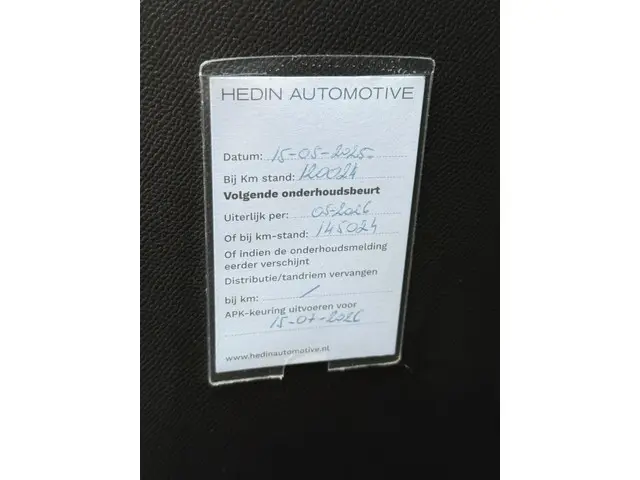 HEDIN AUTOMOTIVE
Datum: 15-05-2025.
Bij Km stand: 120024
Volgende onderhoudsbeurt
Uiterlijk per: 05-2026
Of bij km-stand: 145024
Of indien de onderhoudsmelding
eerder verschijnt
Distributie/tandriem vervangen
bij km: /
APK-keuring uitvoeren voor
15-07-2026
www.hedinautomotive.nl